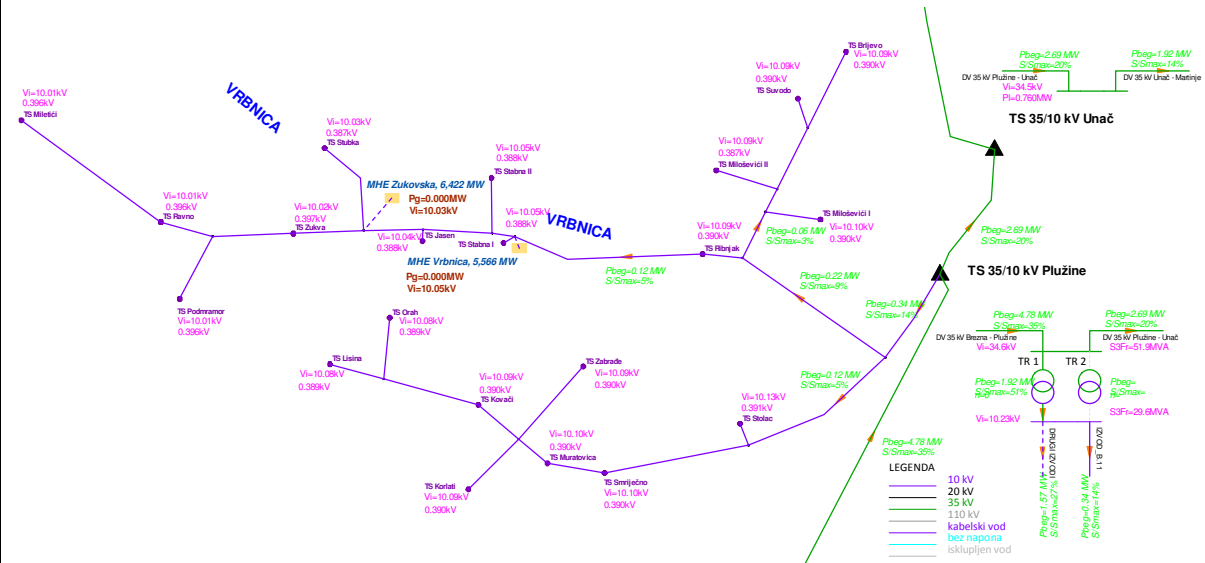 Vi=10.01kV
0.396kV
TS Miletići
VRBNICA
Vi=10.03kV
0.387kV
TS Stubka
MHE Zukovska, 6,422 MW
Pg=0.000MW
Vi=10.03kV
Vi=10.05kV
0.388kV
TS Stabna II
Vi=10.01kV
0.396kV
TS Ravno
Vi=10.02kV
0.397kV
TS Zukva
Vi=10.04kV
0.388kV
TS Jasen
Vi=10.05kV
0.388kV
TS Stabna I
VRBNICA
MHE Vrbnica, 5,566 MW
Pg=0.000MW
Vi=10.05kV
TS Podmramor
Vi=10.01kV
0.396kV
TS Brljevo
Vi=10.09kV
0.390kV
Vi=10.09kV
0.390kV
TS Suvodo
Vi=10.09kV
0.387kV
TS Miloševići II
TS Miloševići I
Vi=10.10kV
0.390kV
Vi=10.09kV
0.390kV
TS Ribnjak
Pbeg=0.06 MW
S/Smax=3%
Pbeg=0.12 MW
S/Smax=5%
Pbeg=0.22 MW
S/Smax=9%
Pbeg=0.34 MW
S/Smax=14%
Pbeg=0.12 MW
S/Smax=5%
Pbeg=2.69 MW
S/Smax=20%
Pbeg=4.78 MW
S/Smax=35%
TS Orah
Vi=10.08kV
0.389kV
TS Lisina
Vi=10.08kV
0.389kV
Vi=10.09kV
0.390kV
TS Kovači
TS Zabrađe
Vi=10.09kV
0.390kV
Vi=10.13kV
0.391kV
TS Stolac
Vi=10.10kV
0.390kV
TS Muratovica
TS Smriječno
Vi=10.10kV
0.390kV
TS Korlati
Vi=10.09kV
0.390kV
Pbeg=2.69 MW
S/Smax=20%
Pbeg=1.92 MW
S/Smax=14%
DV 35 kV Plužine - Unač
DV 35 kV Unač - Martinje
Vi=34.5kV
Pl=0.760MW
TS 35/10 kV Unač
TS 35/10 kV Plužine
Pbeg=4.78 MW
S/Smax=35%
Pbeg=2.69 MW
S/Smax=20%
DV 35 kV Brezna - Plužine
DV 35 kV Plužine - Unač
Vi=34.6kV
S3Fr=51.9MVA
TR 1
TR 2
Pbeg=1.92 MW
S/Smax=51%
Pbeg=
S/Smax=
Vi=10.23kV
S3Fr=29.6MVA
DRUGI IZVODI
IZVOD_B.11
Pbeg=1.57 MW
S/Smax=27%
Pbeg=0.34 MW
S/Smax=14%
LEGENDA
10 kV
20 kV
35 kV
110 kV
kabelski vod
bez napona
isklupljen vod